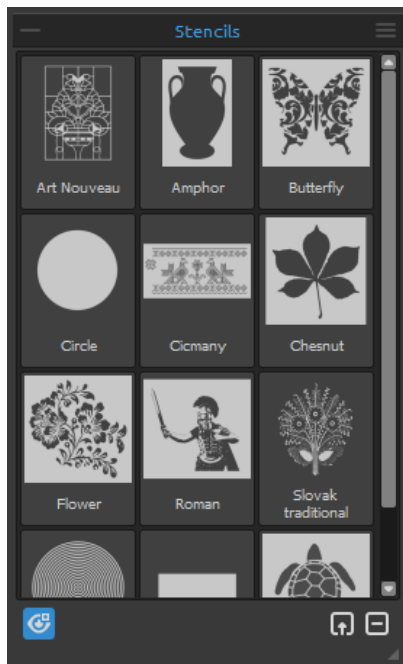 Stencils
Art Nouveau
Amphor
Butterfly
Circle
Cicmany
Chesnut
Flower
Roman
Slovak
traditional